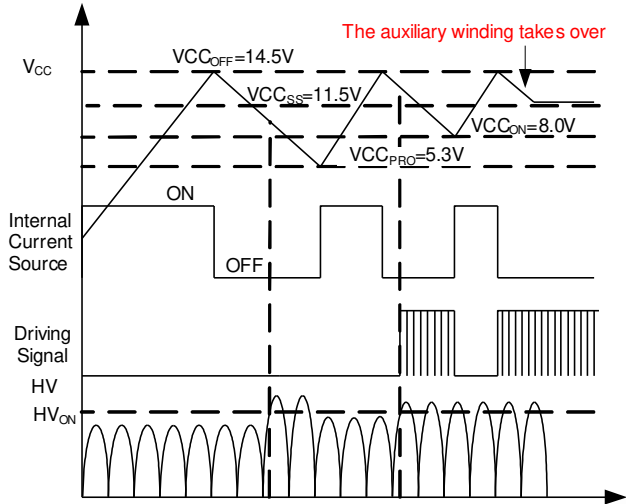 The auxiliary winding takes over
VCC
VCCOFF=14.5V
VCCSS=11.5V
VCCON=8.0V
VCCPRO=5.3V
ON
Internal
Current
Source
OFF
Driving
Signal
HV
HVON